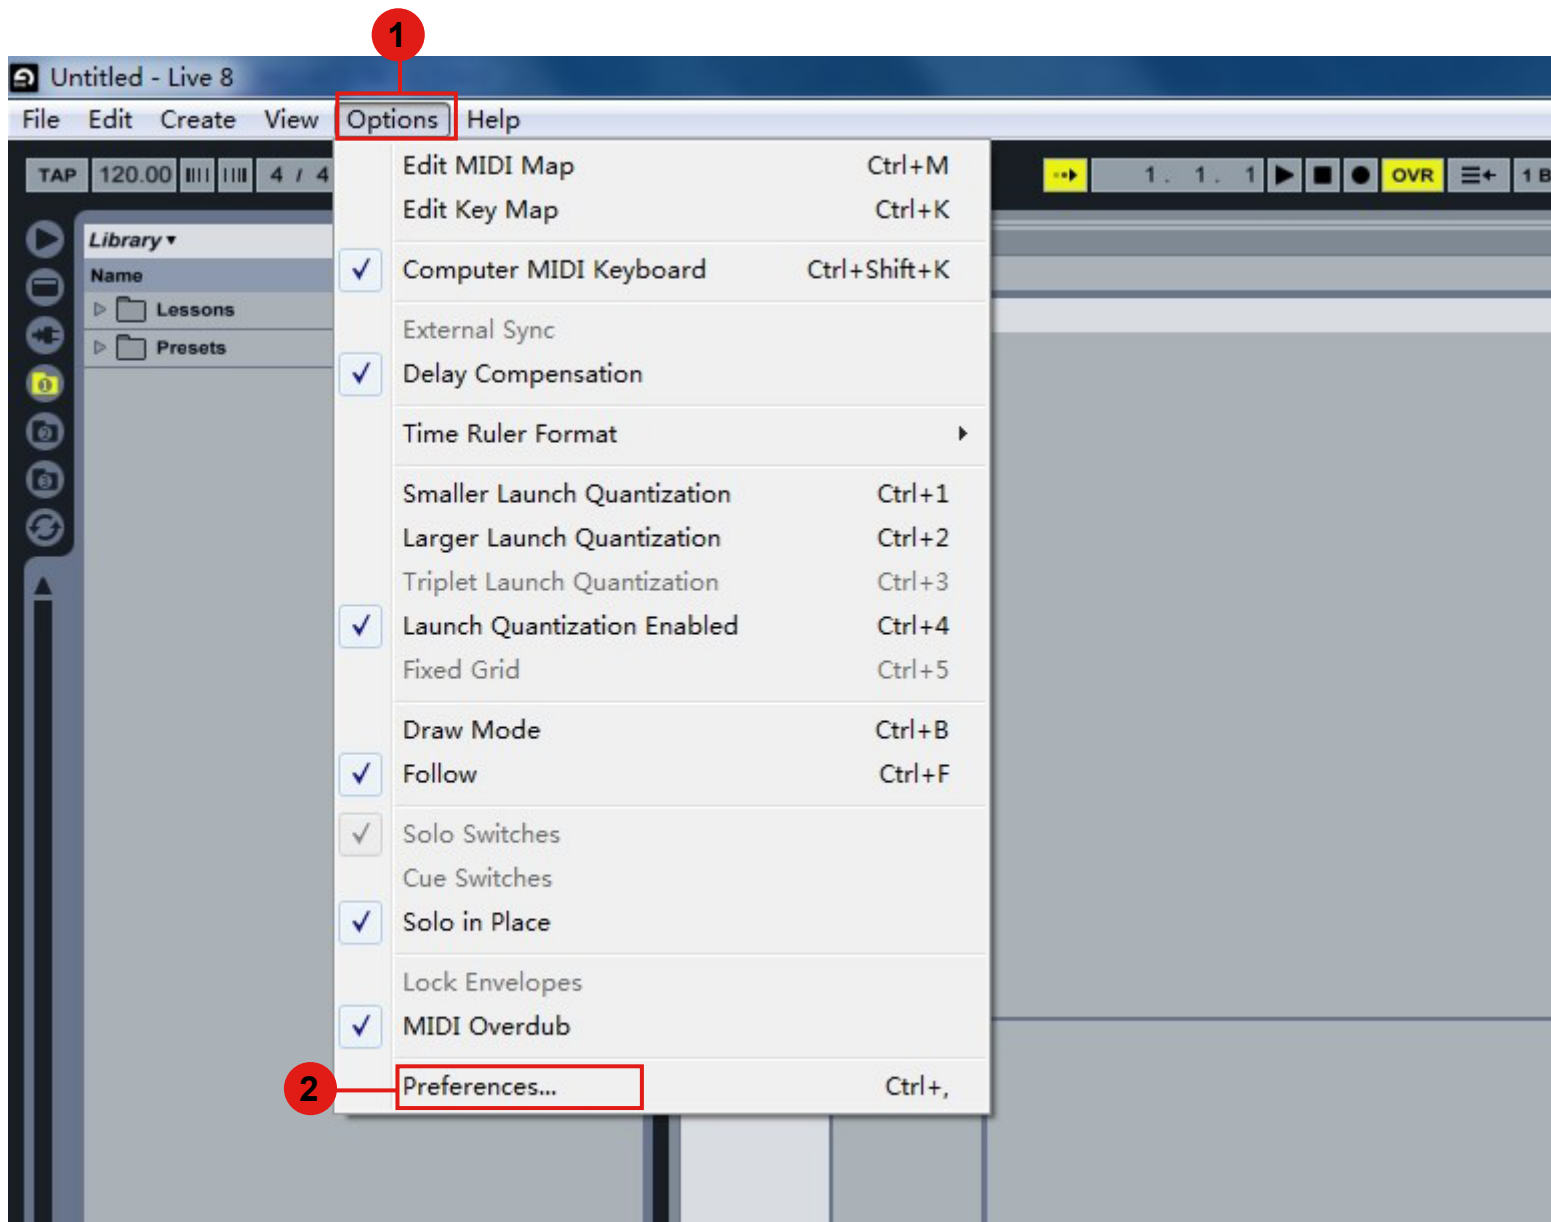 1
Untitled - Live 8
File Edit Create View Options Help
TAP 120.00 4 / 4 1. 1. 1 OVR 1 B
Library
Name
Lessons
Presets
1
2
3
Edit MIDI Map Ctrl+M
Edit Key Map Ctrl+K
Computer MIDI Keyboard Ctrl+Shift+K
External Sync
Delay Compensation
Time Ruler Format
Smaller Launch Quantization Ctrl+1
Larger Launch Quantization Ctrl+2
Triplet Launch Quantization Ctrl+3
Launch Quantization Enabled Ctrl+4
Fixed Grid Ctrl+5
Draw Mode Ctrl+B
Follow Ctrl+F
Solo Switches
Cue Switches
Solo in Place
Lock Envelopes
MIDI Overdub
2
Preferences... Ctrl+,